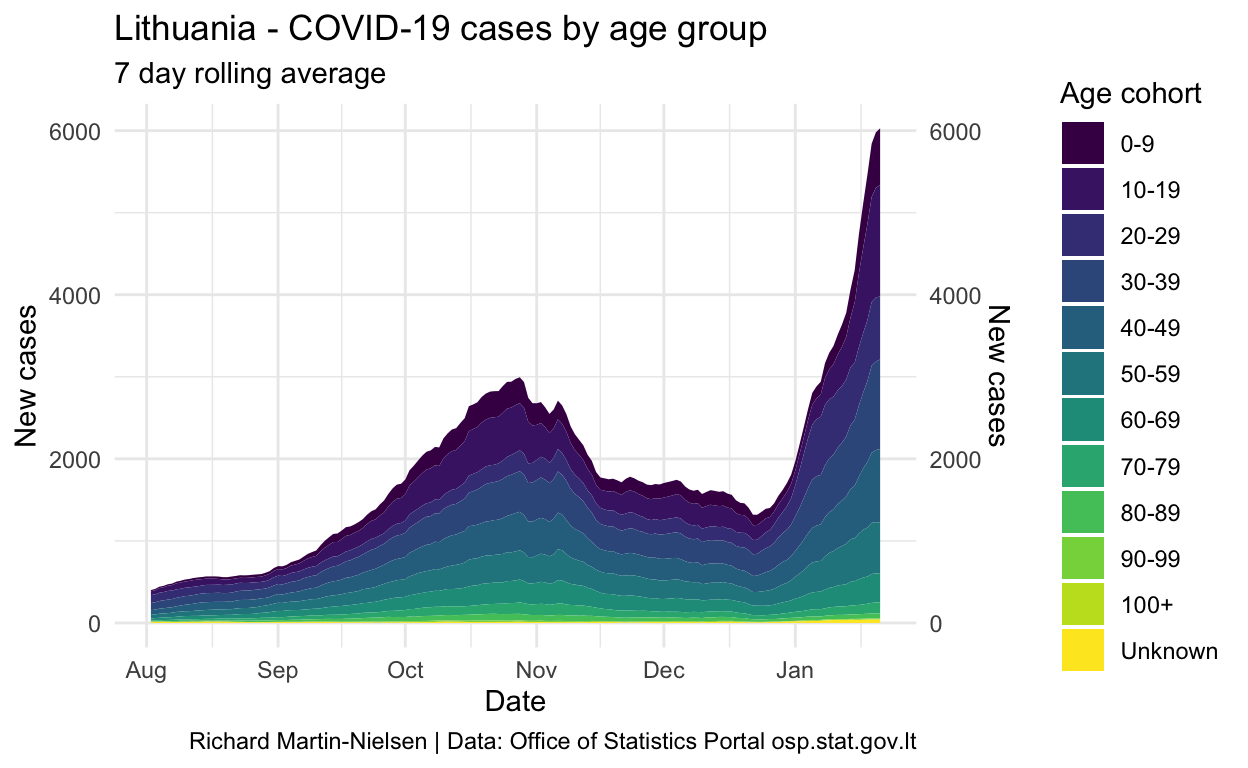 Lithuania - COVID-19 cases by age group
7 day rolling average
Age cohort
0-9
10-19
20-29
30-39
40-49
50-59
60-69
70-79
80-89
90-99
100+
Unknown
New cases
6000
4000
2000
0
6000
4000
2000
0
New cases
Aug Sep Oct Nov Dec Jan
Date
Richard Martin-Nielsen | Data: Office of Statistics Portal osp.stat.gov.lt